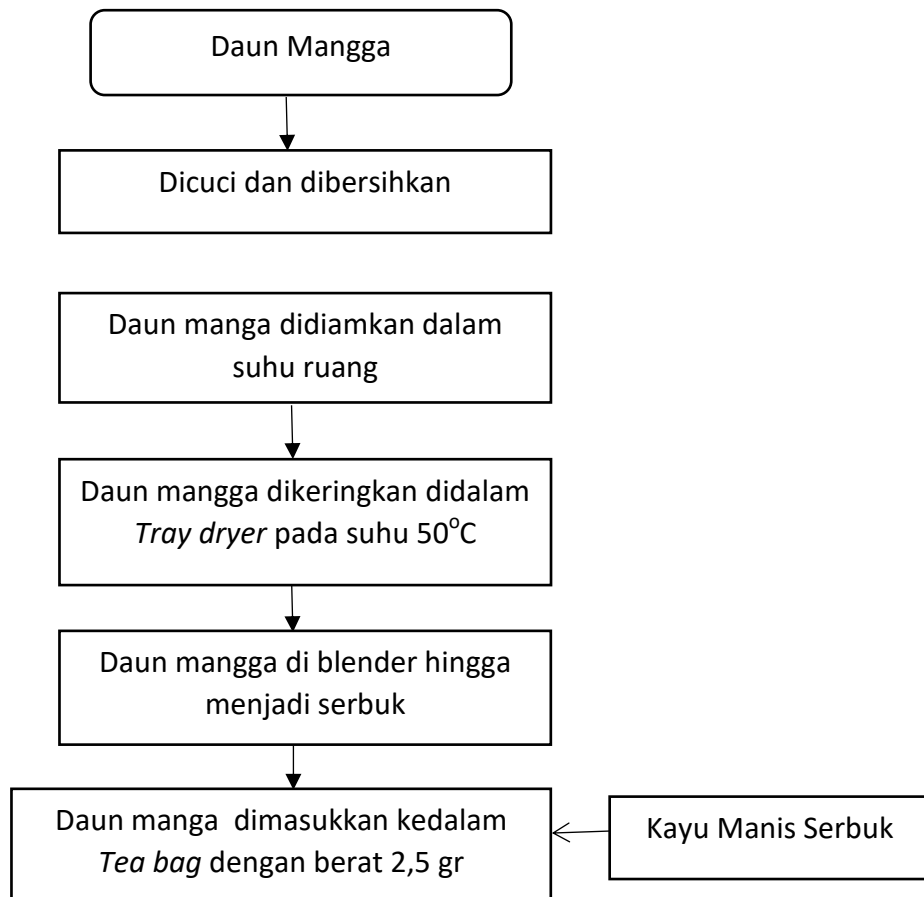 Daun Mangga
Dicuci dan dibersihkan
Daun manga didiamkan dalam
suhu ruang
Daun mangga dikeringkan didalam
Tray dryer pada suhu 50°C
Daun mangga di blender hingga
menjadi serbuk
Daun manga dimasukkan kedalam
Tea bag dengan berat 2,5 gr
Kayu Manis Serbuk